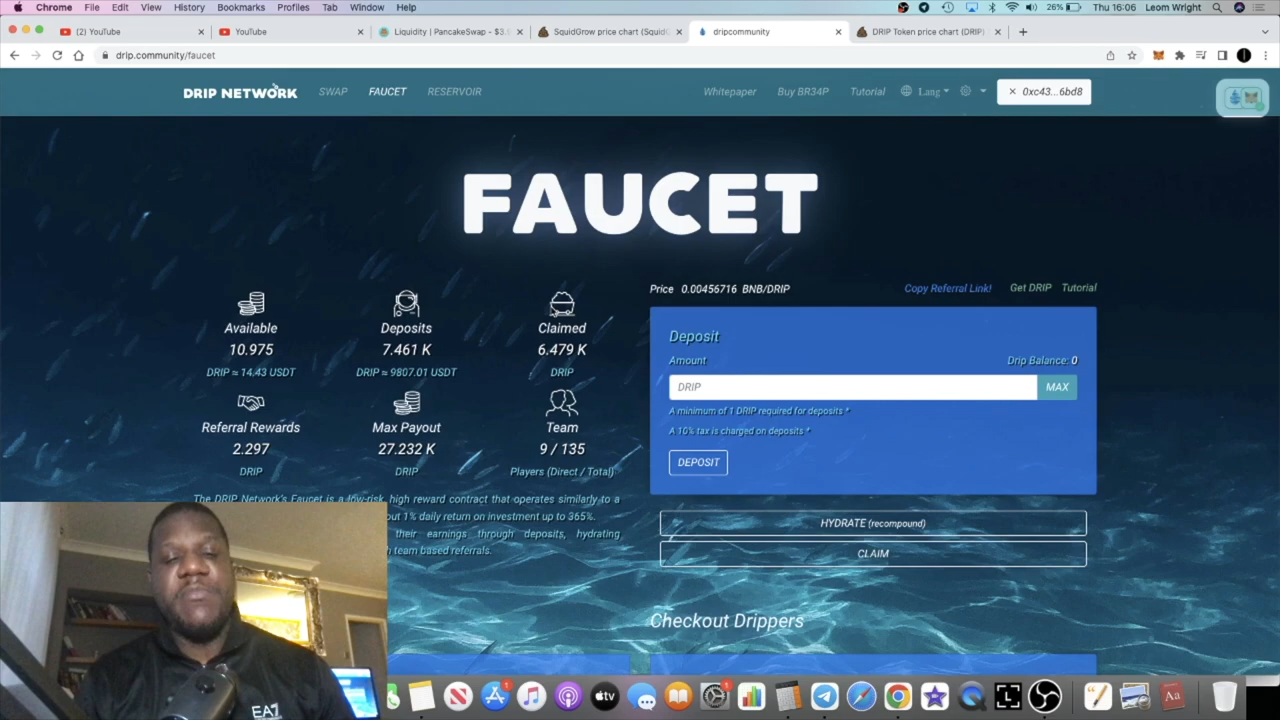 Chrome File Edit View History Bookmarks Profiles Tab Window Help 26% Thu 16:06 Leom Wright
(2) YouTube YouTube Liquidity | PancakeSwap - $3. SquidGrow price chart (SquidG dripcommunity DRIP Token price chart (DRIP)
drip.community/faucet
DRIP NETWORK SWAP FAUCET RESERVOIR Whitepaper Buy BR34P Tutorial Lang 0xc43...6bd8
FAUCET
Price 0.00456716 BNB/DRIP Copy Referral Link! Get DRIP Tutorial
Available Deposits Claimed
10.975 7.461 K 6.479 K
DRIP ≈ 14.43 USDT DRIP ≈ 9807.01 USDT DRIP
Referral Rewards Max Payout Team
2.297 27.232 K 9 / 135
DRIP DRIP Players (Direct / Total)
The DRIP Network's Faucet is a low-risk, high reward contract that operates similarly to a
out 1% daily return on investment up to 365%.
their earnings through deposits, hydrating
team based referrals.
Deposit
Amount Drip Balance: 0
DRIP MAX
A minimum of 1 DRIP required for deposits *
A 10% tax is charged on deposits *
DEPOSIT
HYDRATE (recompound)
CLAIM
Checkout Drippers
EA7
tv
Aa